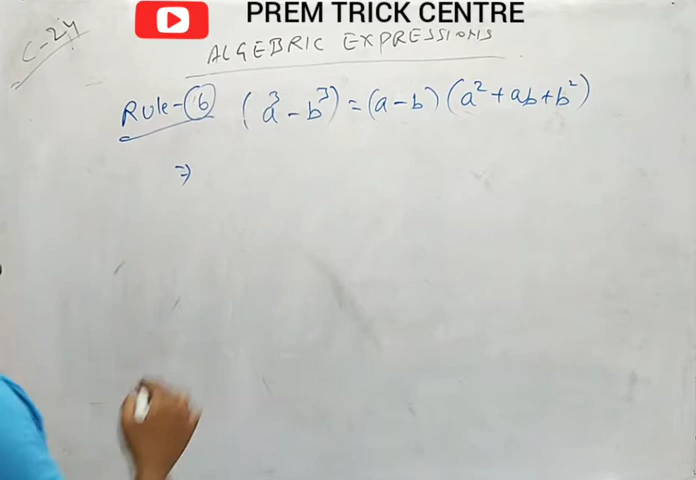 PREM TRICK CENTRE
C-24
ALGEBRIC EXPRESSIONS
Rule-(6) (a³ - b³) = (a - b) (a² + ab + b²)
⇒